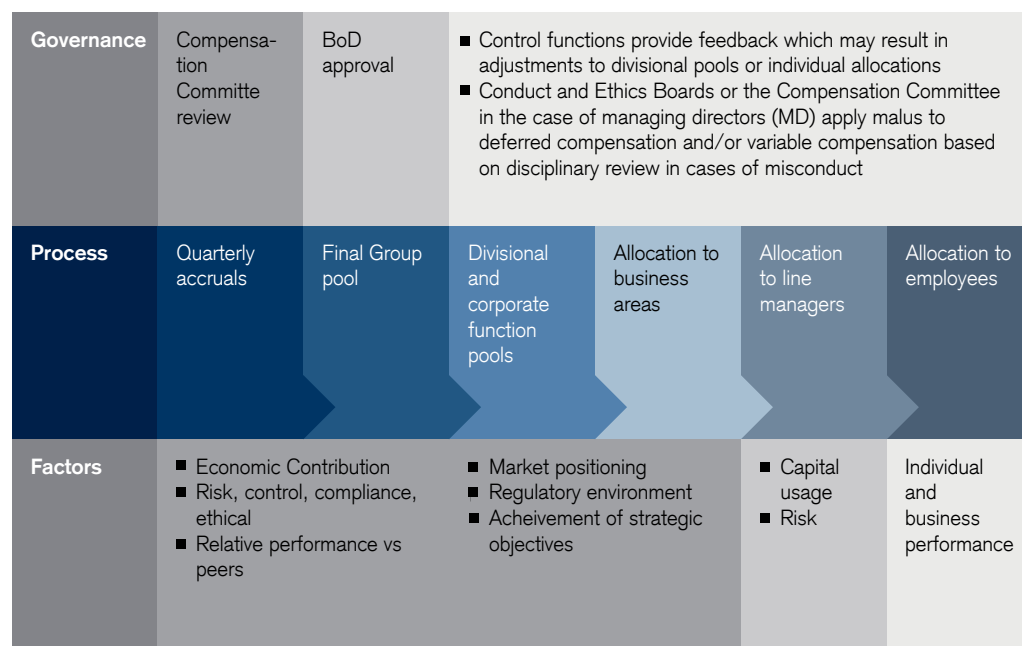 Governance
Compensa-
tion
Committe
review
BoD
approval
■ Control functions provide feedback which may result in
adjustments to divisional pools or individual allocations
■ Conduct and Ethics Boards or the Compensation Committee
in the case of managing directors (MD) apply malus to
deferred compensation and/or variable compensation based
on disciplinary review in cases of misconduct
Process
Quarterly
accruals
Final Group
pool
Divisional
and
corporate
function
pools
Allocation to
business
areas
Allocation
to line
managers
Allocation to
employees
Factors
■ Economic Contribution
■ Risk, control, compliance,
ethical
■ Relative performance vs
peers
■ Market positioning
■ Regulatory environment
■ Acheivement of strategic
objectives
■ Capital
usage
■ Risk
Individual
and
business
performance